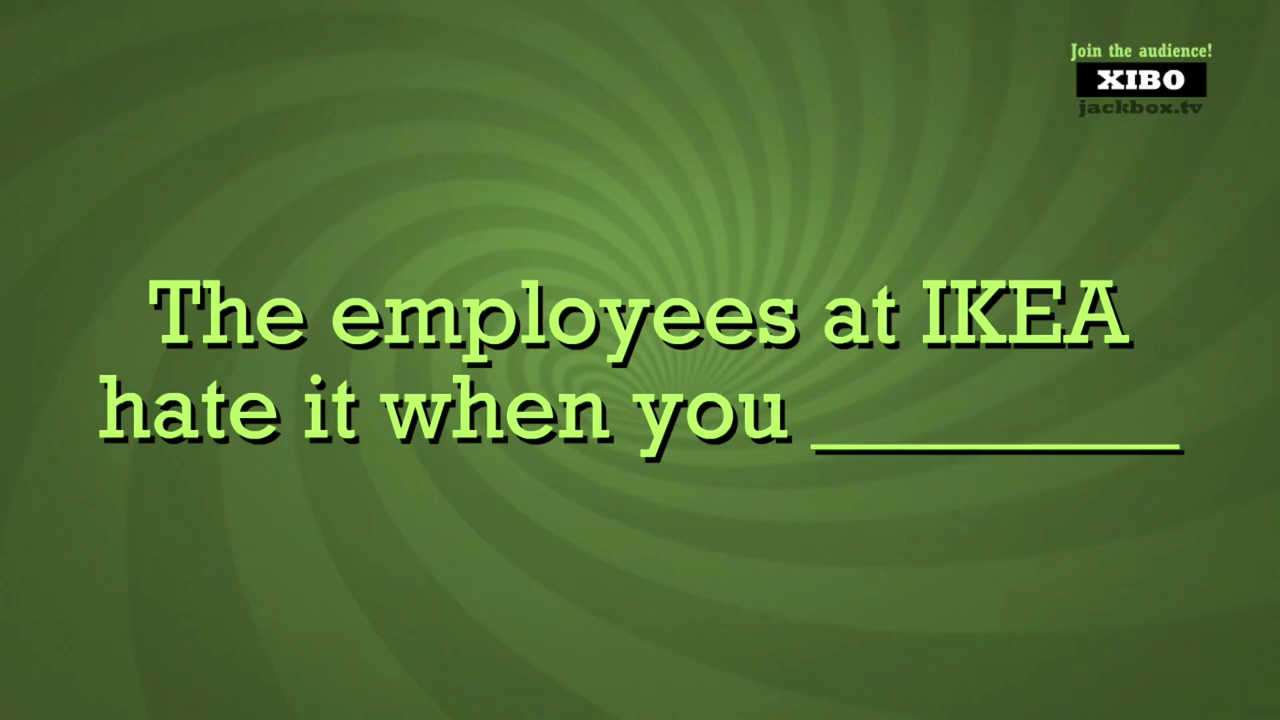 Join the audience!
XIBO
jackbox.tv
The employees at IKEA
hate it when you ________